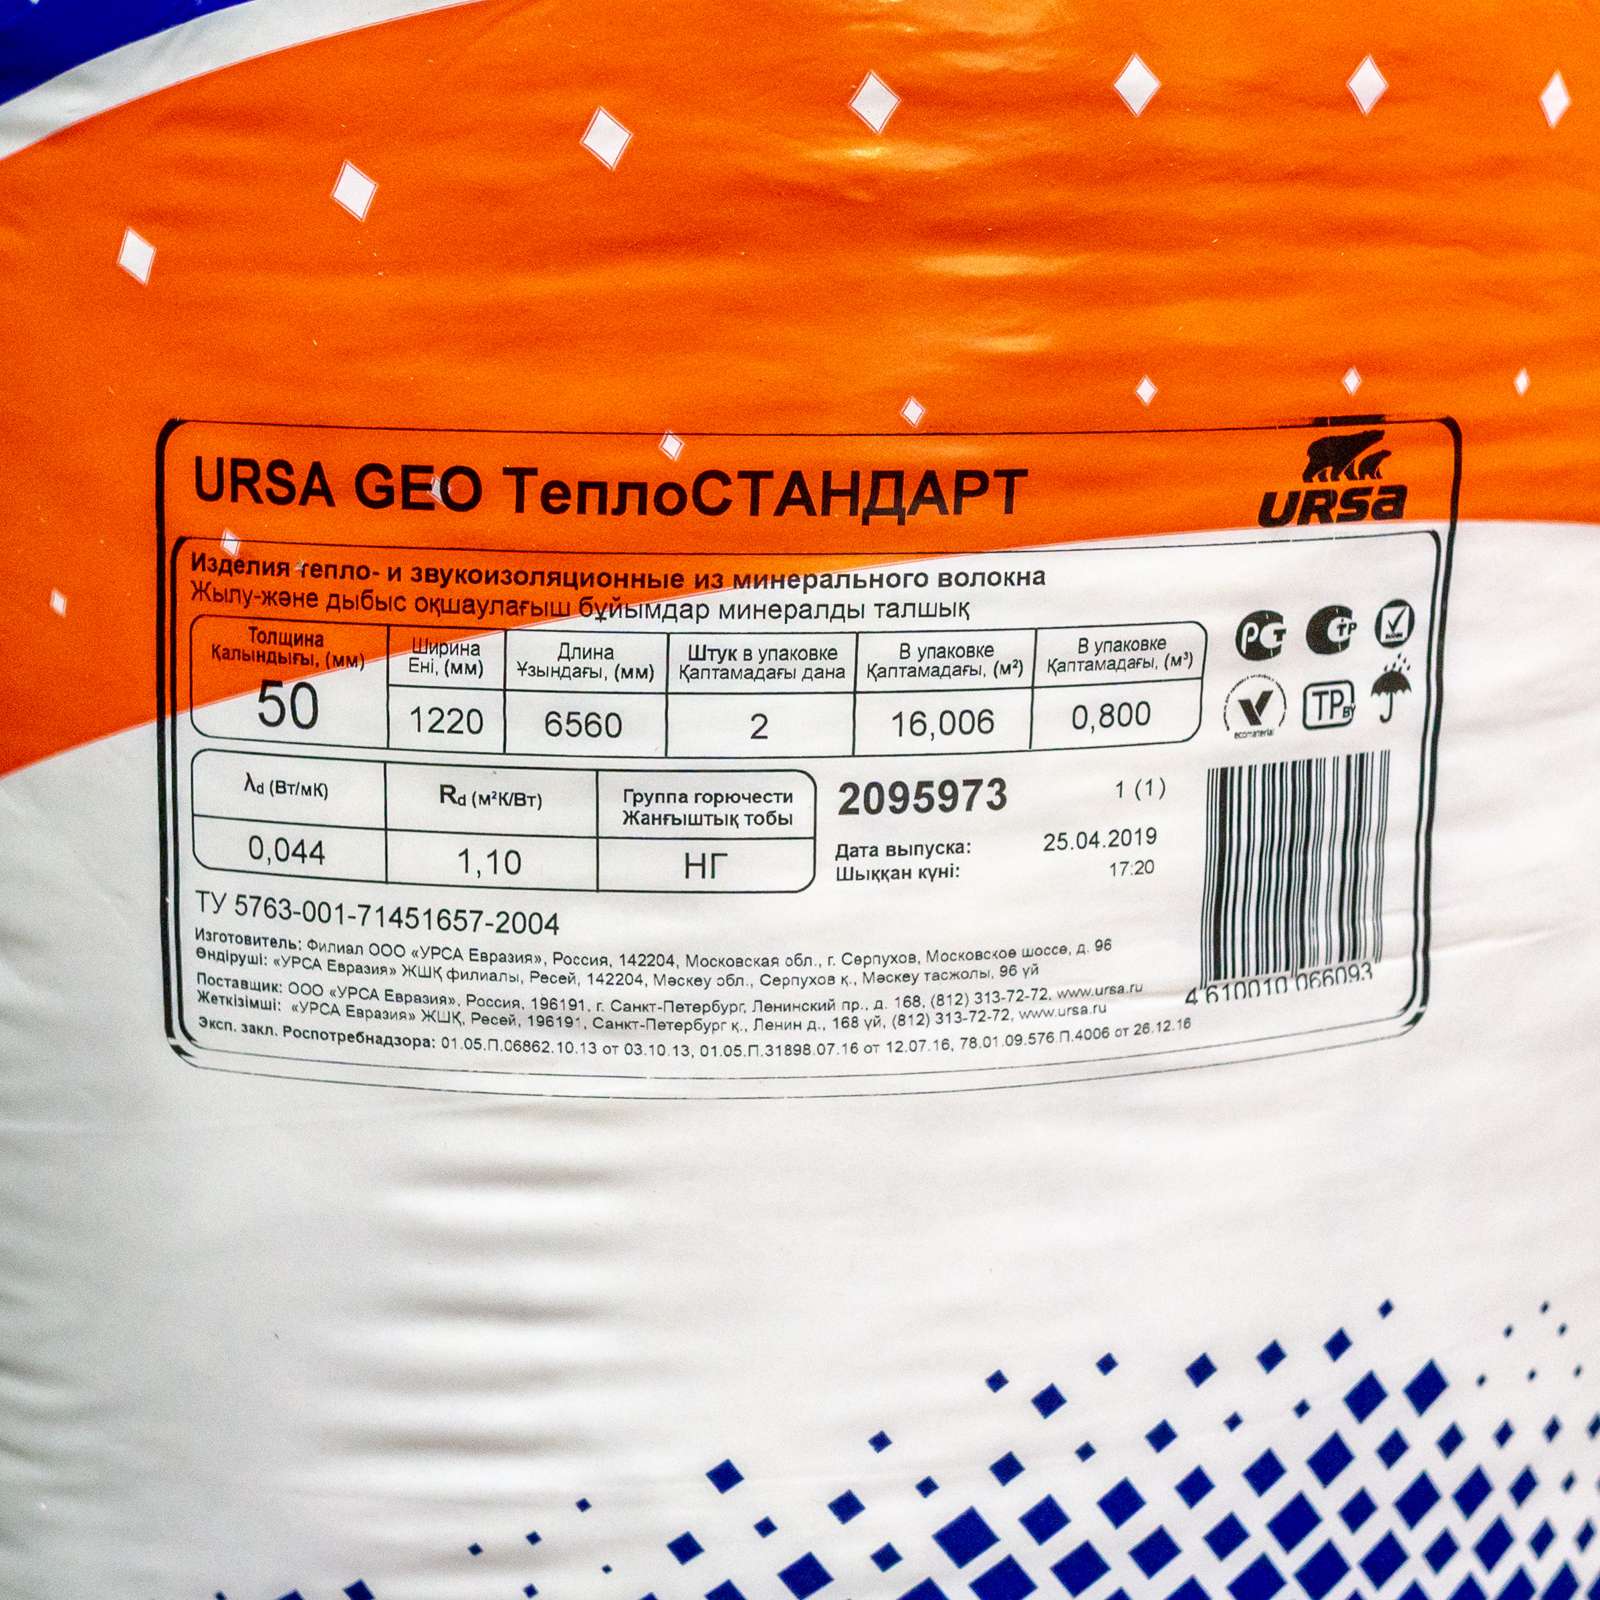 URSA GEO ТеплоСТАНДАРТ
URSA
Изделия тепло- и звукоизоляционные из минерального волокна
Жылу-және дыбыс оқшаулағыш бұйымдар минералды талшық
Толщина Ширина Длина Штук в упаковке В упаковке В упаковке
Қалындығы, (мм) Ені, (мм) Ұзындағы, (мм) Қаптамадағы дана Қаптамадағы, (м²) Қаптамадағы, (м³)
50 1220 6560 2 16,006 0,800
РСТ СТР
ecomaterial ТР BY
λd (Вт/мК) Rd (м²К/Вт) Группа горючести
Жанғыштық тобы
0,044 1,10 НГ
2095973 1 (1)
Дата выпуска: 25.04.2019
Шыққан күні: 17:20
ТУ 5763-001-71451657-2004
Изготовитель: Филиал ООО «УРСА Евразия», Россия, 142204, Московская обл., г. Серпухов, Московское шоссе, д. 96
Өндіруші: «УРСА Евразия» ЖШҚ филиалы, Ресей, 142204, Мәскеу обл., Серпухов қ., Мәскеу тасжолы, 96 үй
Поставщик: ООО «УРСА Евразия», Россия, 196191, г. Санкт-Петербург, Ленинский пр., д. 168, (812) 313-72-72, www.ursa.ru
Жеткізімші: «УРСА Евразия» ЖШҚ, Ресей, 196191, Санкт-Петербург қ., Ленин д., 168 үй, (812) 313-72-72, www.ursa.ru
Эксп. закл. Роспотребнадзора: 01.05.П.06862.10.13 от 03.10.13, 01.05.П.31898.07.16 от 12.07.16, 78.01.09.576.П.4006 от 26.12.16
4 610010 066093